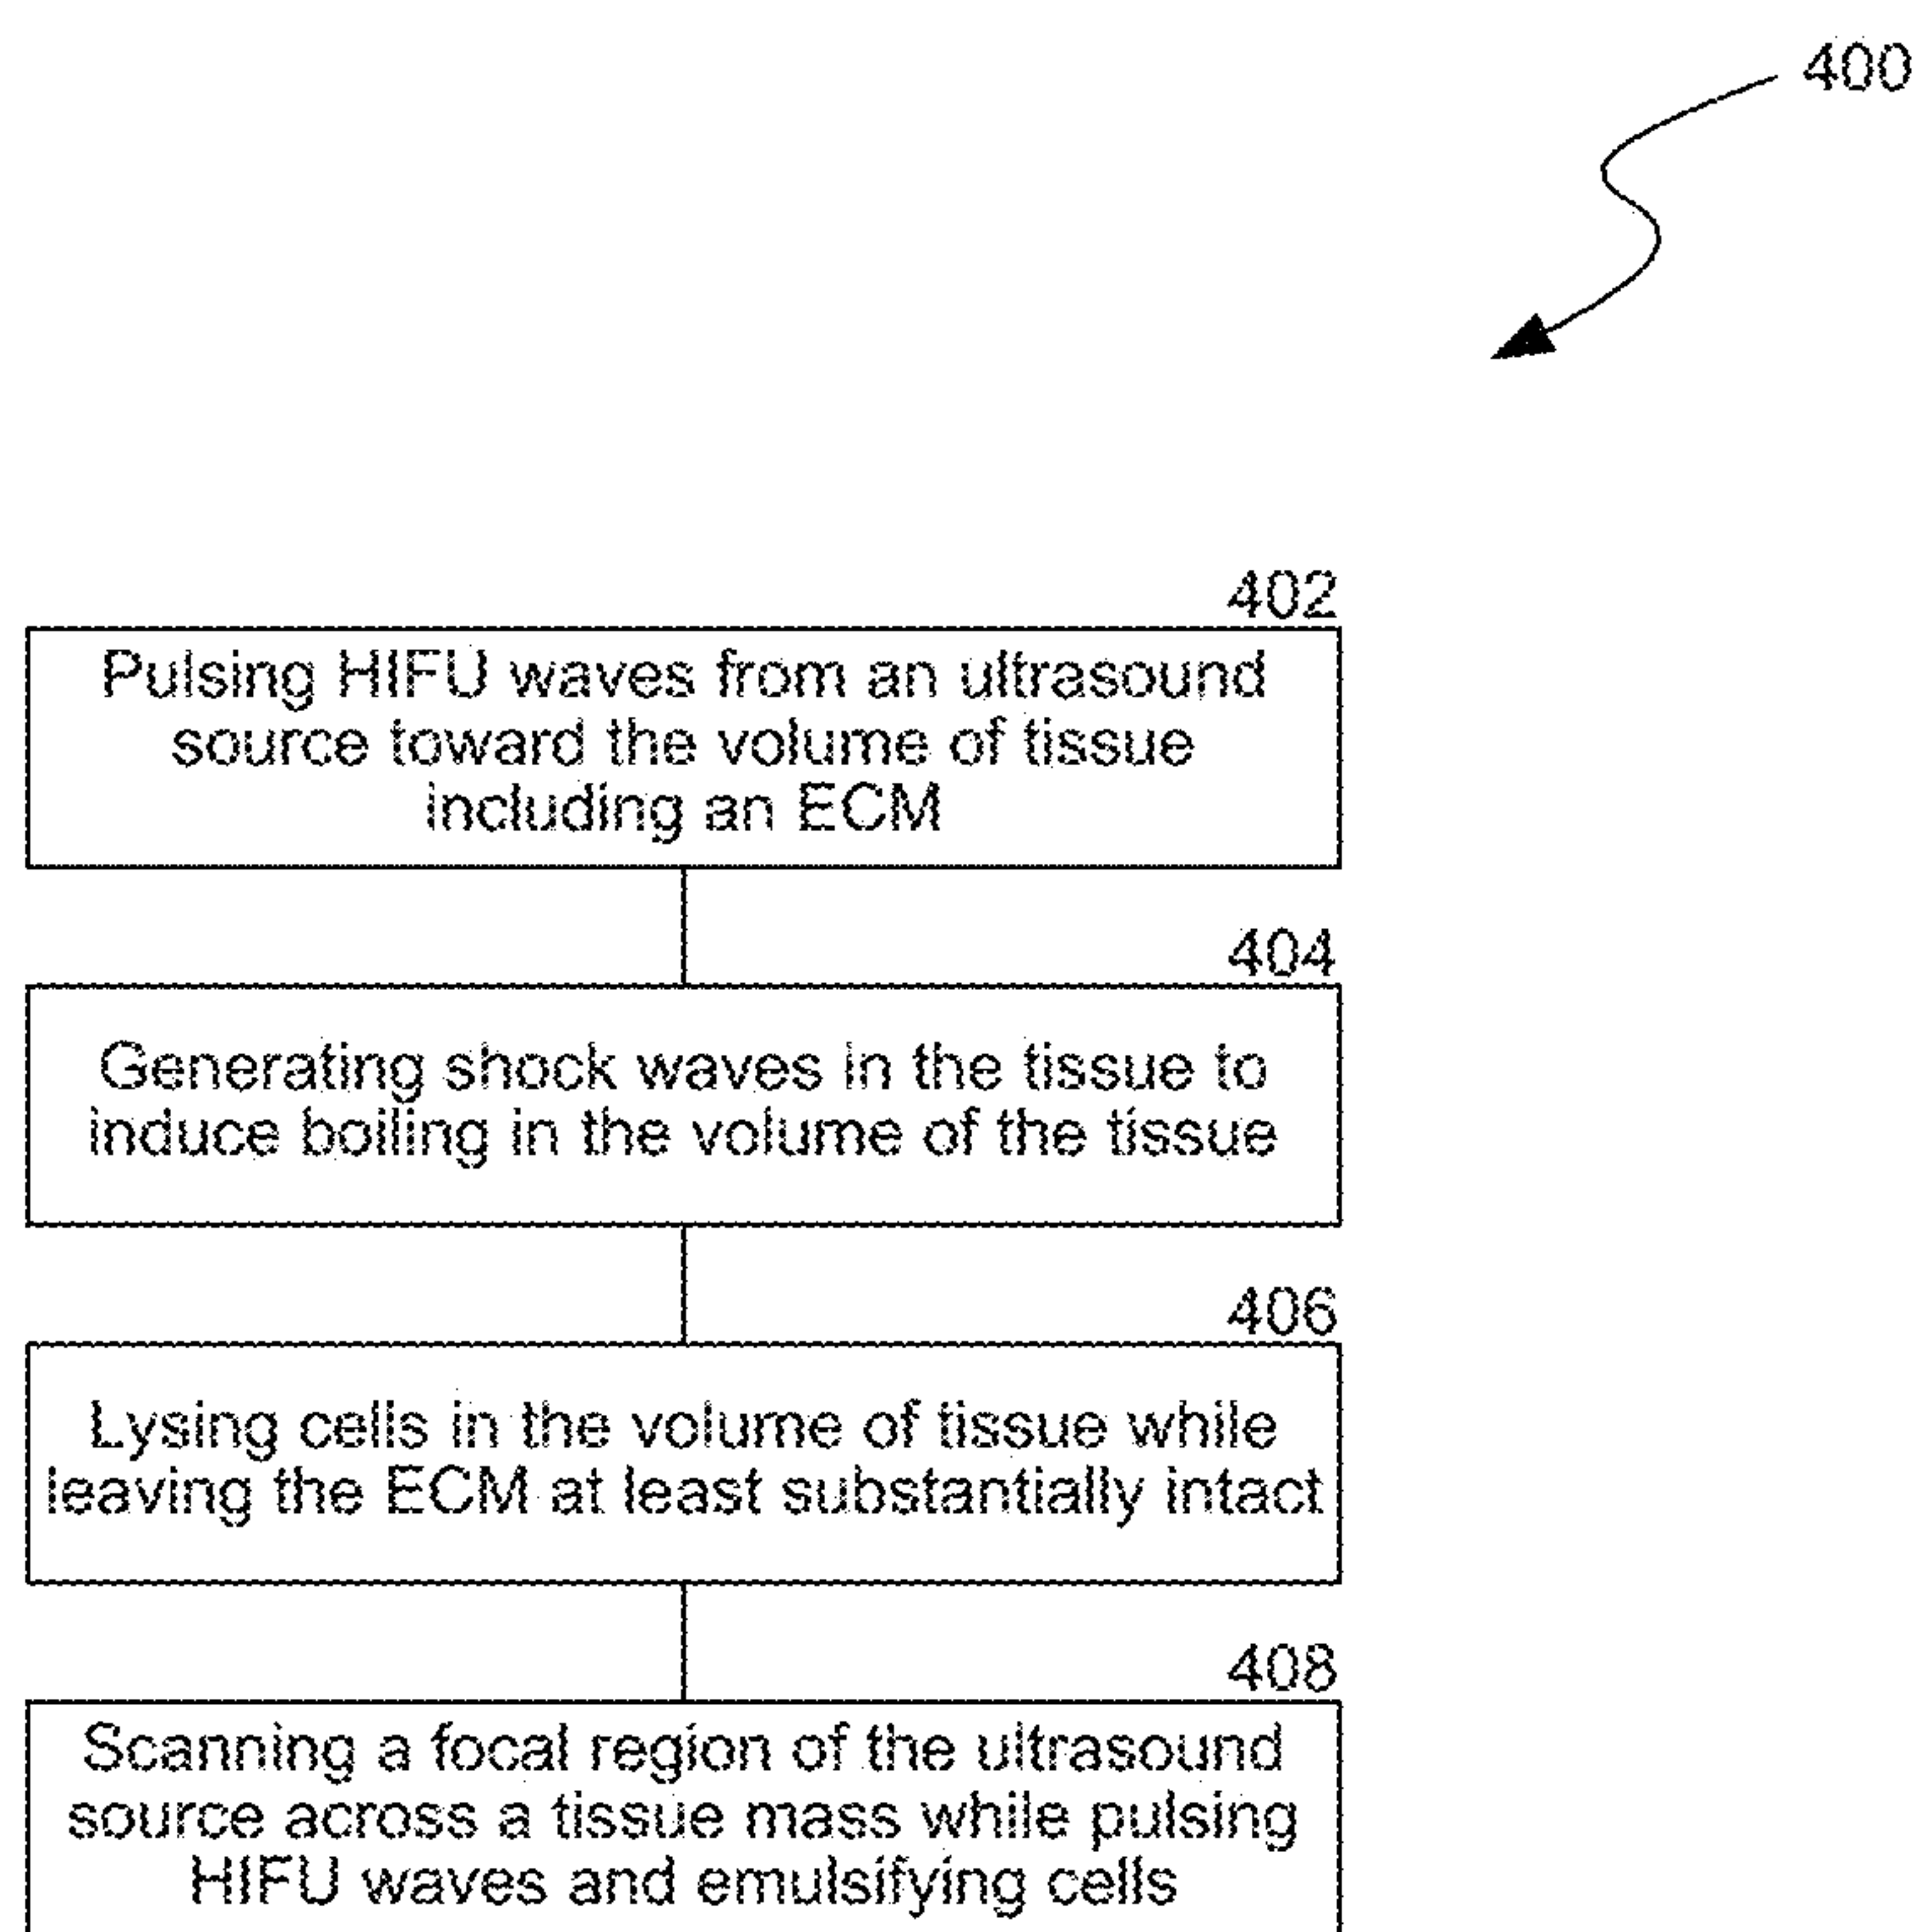 400
402
Pulsing HIFU waves from an ultrasound
source toward the volume of tissue
including an ECM
404
Generating shock waves in the tissue to
induce boiling in the volume of the tissue
406
Lysing cells in the volume of tissue while
leaving the ECM at least substantially intact
408
Scanning a focal region of the ultrasound
source across a tissue mass while pulsing
HIFU waves and emulsifying cells